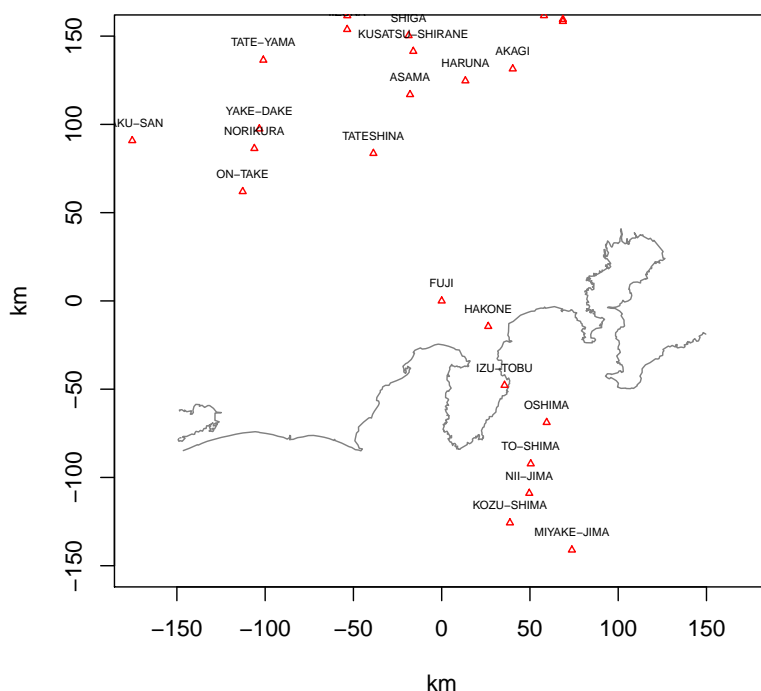 SHIGA
KUSATSU−SHIRANE
TATE−YAMA
AKAGI
HARUNA
ASAMA
YAKE−DAKE
AKU−SAN
NORIKURA
TATESHINA
ON−TAKE
FUJI
HAKONE
IZU−TOBU
OSHIMA
TO−SHIMA
NII−JIMA
KOZU−SHIMA
MIYAKE−JIMA
150
100
50
0
−50
−100
−150
km
−150 −100 −50 0 50 100 150
km